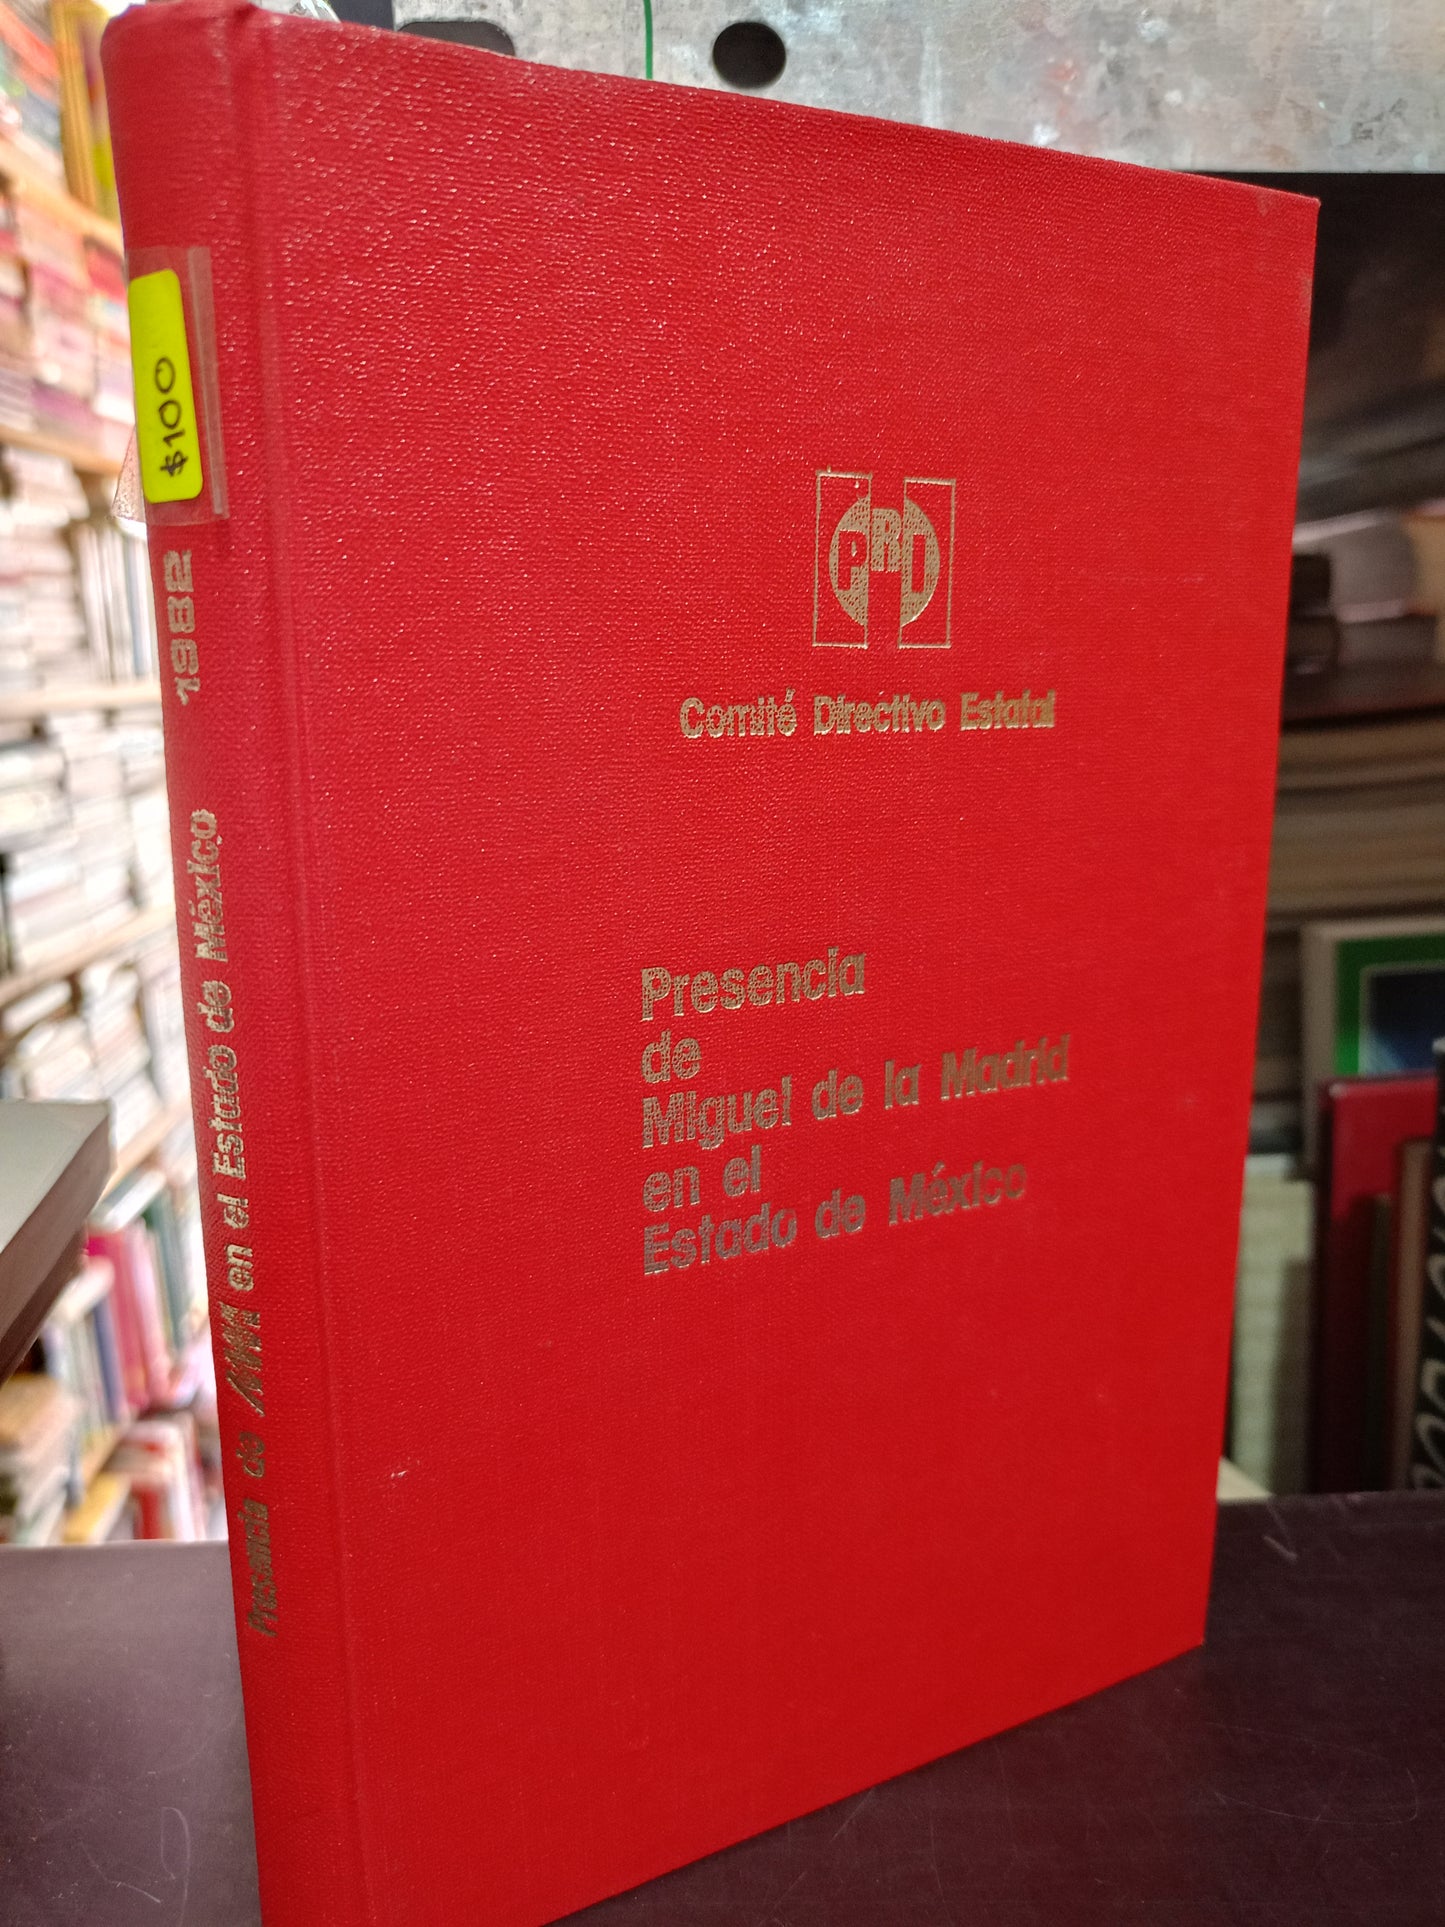 $100
1982
Presencia de MMH en el Estado de México
PRI
Comité Directivo Estatal
Presencia
de
Miguel de la Madrid
en el
Estado de México